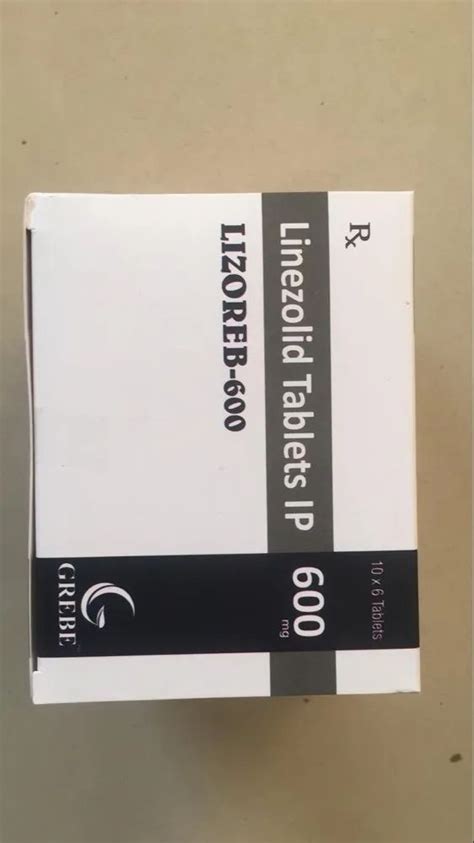 Rx
10 x 6 Tablets
Linezolid Tablets IP 600
mg
LIZOREB-600
GREBE